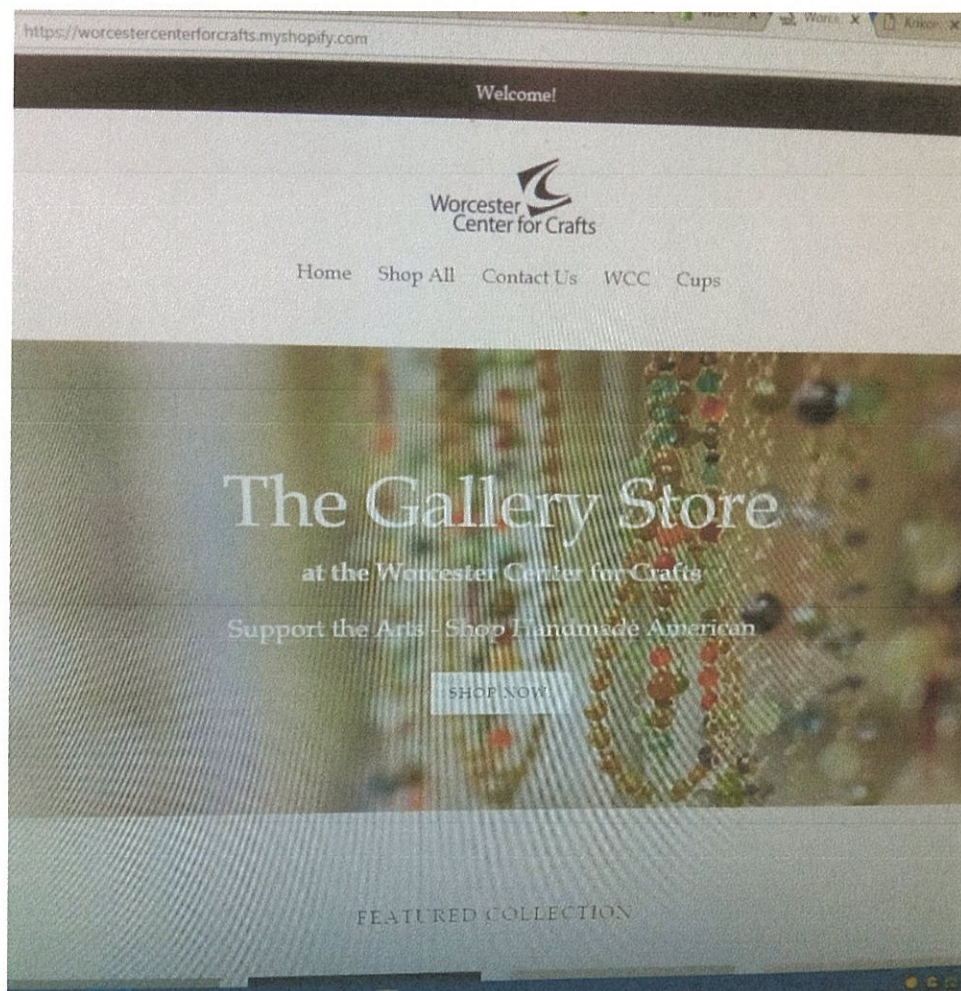 https://worcestercenterforcrafts.myshopify.com
Welcome!
Worcester
Center for Crafts
Home Shop All Contact Us WCC Cups
The Gallery Store
at the Worcester Center for Crafts
Support the Arts - Shop Handmade American
SHOP NOW!
FEATURED COLLECTION